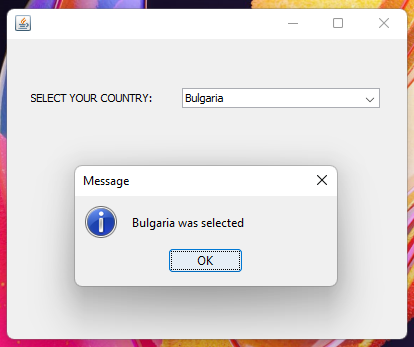 SELECT YOUR COUNTRY: Bulgaria
Message
Bulgaria was selected
OK